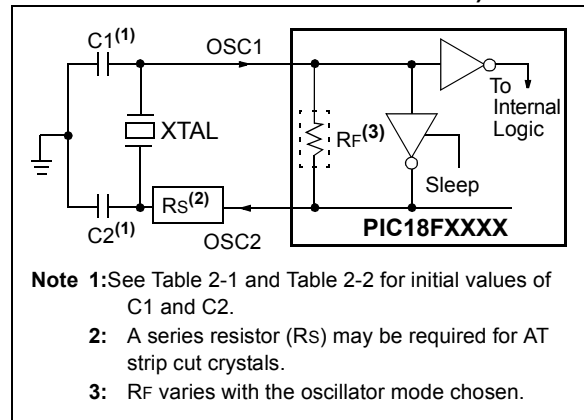 C1(1)
OSC1
To
Internal
Logic
XTAL
RF(3)
Sleep
RS(2)
C2(1)
OSC2
PIC18FXXXX
Note 1:See Table 2-1 and Table 2-2 for initial values of
C1 and C2.
2: A series resistor (RS) may be required for AT
strip cut crystals.
3: RF varies with the oscillator mode chosen.